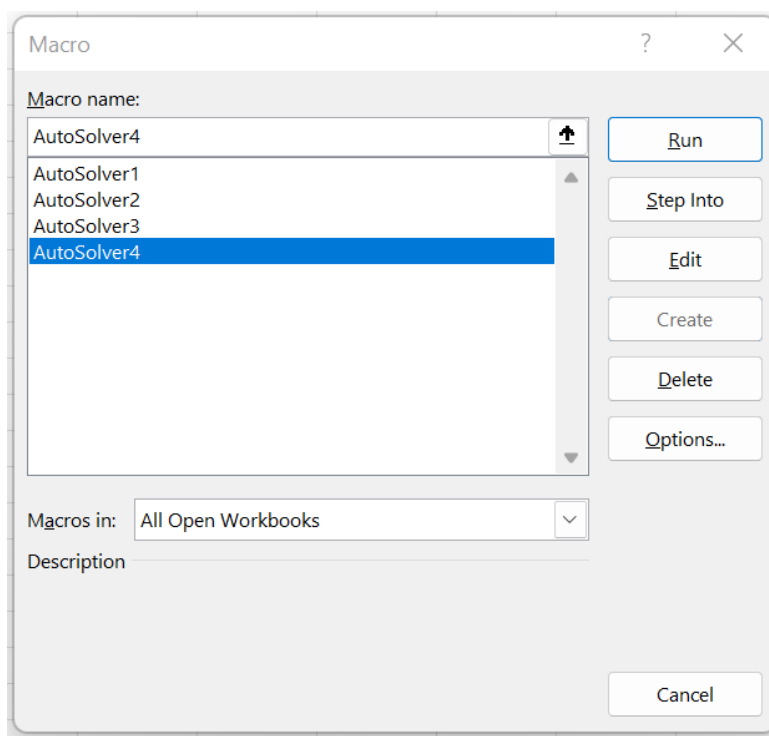 Macro
?
Macro name:
AutoSolver4
AutoSolver1
AutoSolver2
AutoSolver3
AutoSolver4
Run
Step Into
Edit
Create
Delete
Options...
Macros in:
All Open Workbooks
Description
Cancel